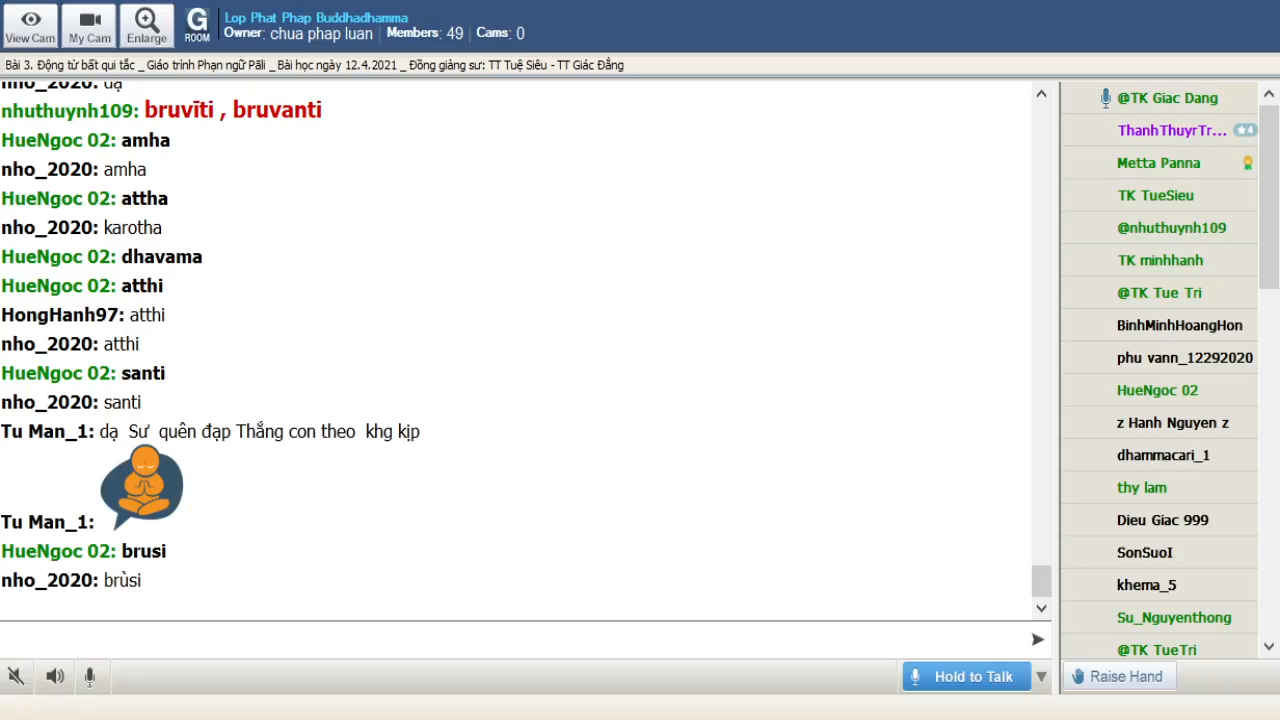 View Cam
My Cam
Enlarge
G
ROOM
Lop Phat Phap Buddhadhamma
Owner: chua phap luan Members: 49 Cams: 0
Bài 3. Động từ bất qui tắc _ Giáo trình Phạn ngữ Pāli _ Bài học ngày 12.4.2021 _ Đồng giảng sư: TT Tuệ Siêu - TT Giác Đẳng
nho_2020: dạ
nhuthuynh109: bruvīti , bruvanti
HueNgoc 02: amha
nho_2020: amha
HueNgoc 02: attha
nho_2020: karotha
HueNgoc 02: dhavama
HueNgoc 02: atthi
HongHanh97: atthi
nho_2020: atthi
HueNgoc 02: santi
nho_2020: santi
Tu Man_1: dạ Sư quên đạp Thắng con theo khg kịp
Tu Man_1:
HueNgoc 02: brusi
nho_2020: brùsi
Hold to Talk
@TK Giac Dang
ThanhThuyrTr... 4
Metta Panna
TK TueSieu
@nhuthuynh109
TK minhhanh
@TK Tue Tri
BinhMinhHoangHon
phu vann_12292020
HueNgoc 02
z Hanh Nguyen z
dhammacari_1
thy lam
Dieu Giac 999
SonSuoI
khema_5
Su_Nguyenthong
@TK TueTri
Raise Hand